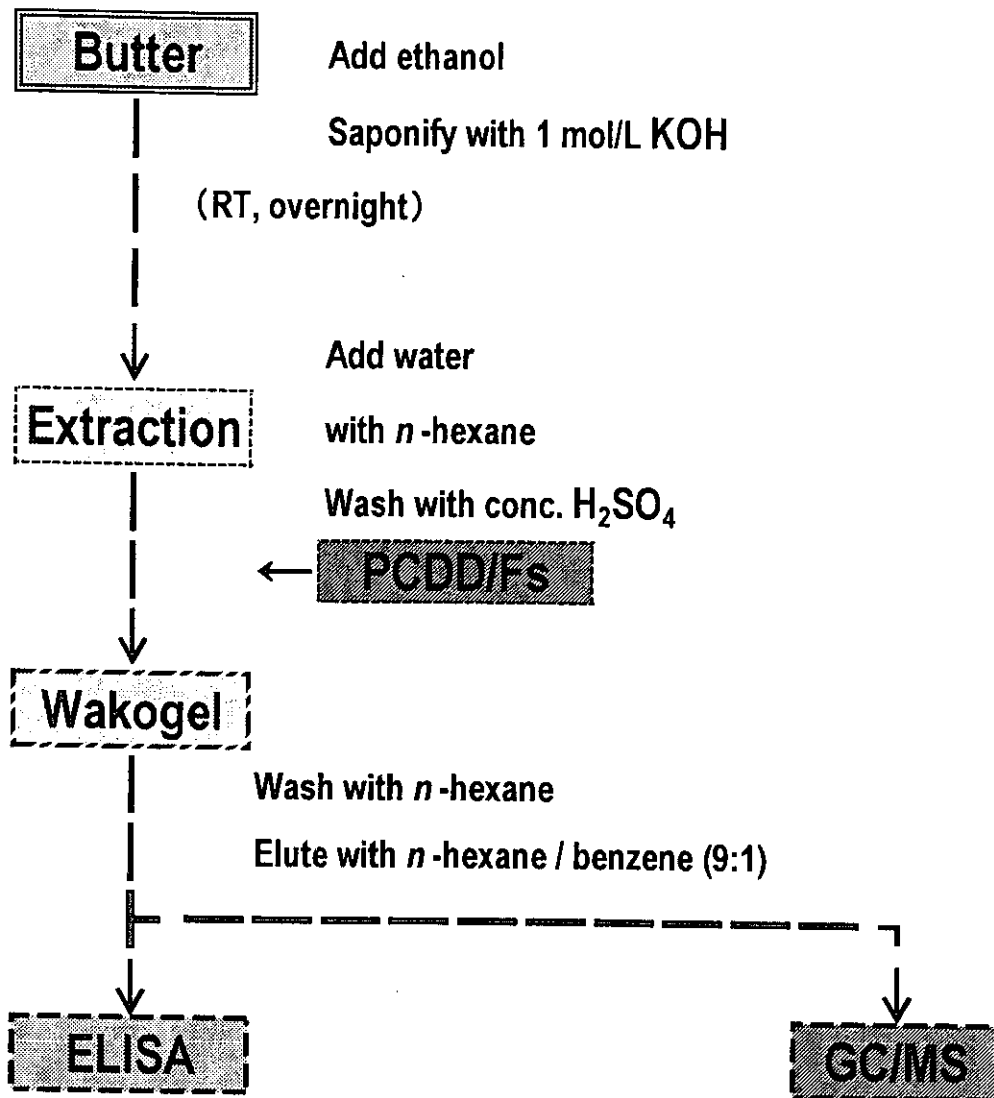 Butter
Add ethanol
Saponify with 1 mol/L KOH
(RT, overnight)
Add water
Extraction
with n-hexane
Wash with conc. H₂SO₄
PCDD/Fs
Wakogel
Wash with n-hexane
Elute with n-hexane / benzene (9:1)
ELISA
GC/MS